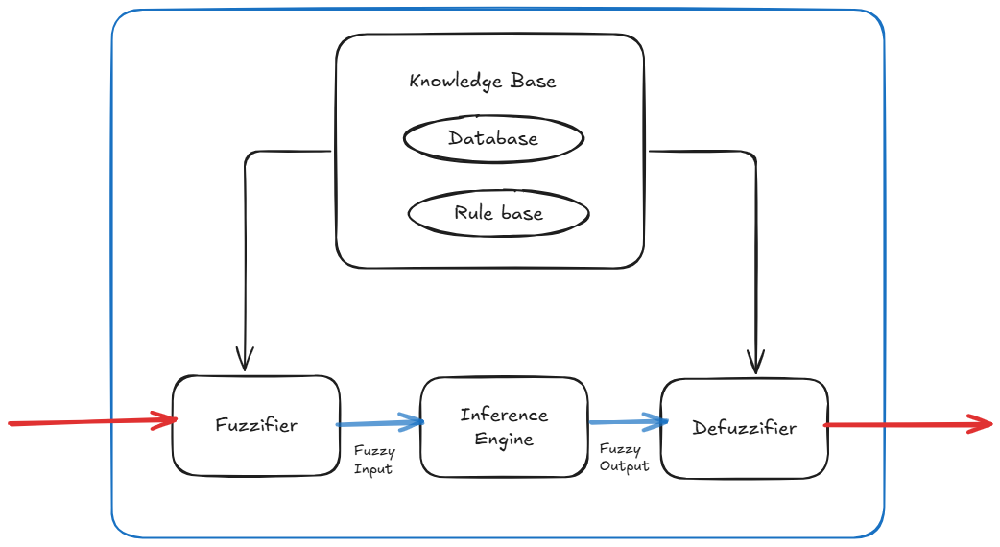 Knowledge Base
Database
Rule base
Fuzzifier
Fuzzy
Input
Inference
Engine
Fuzzy
Output
Defuzzifier